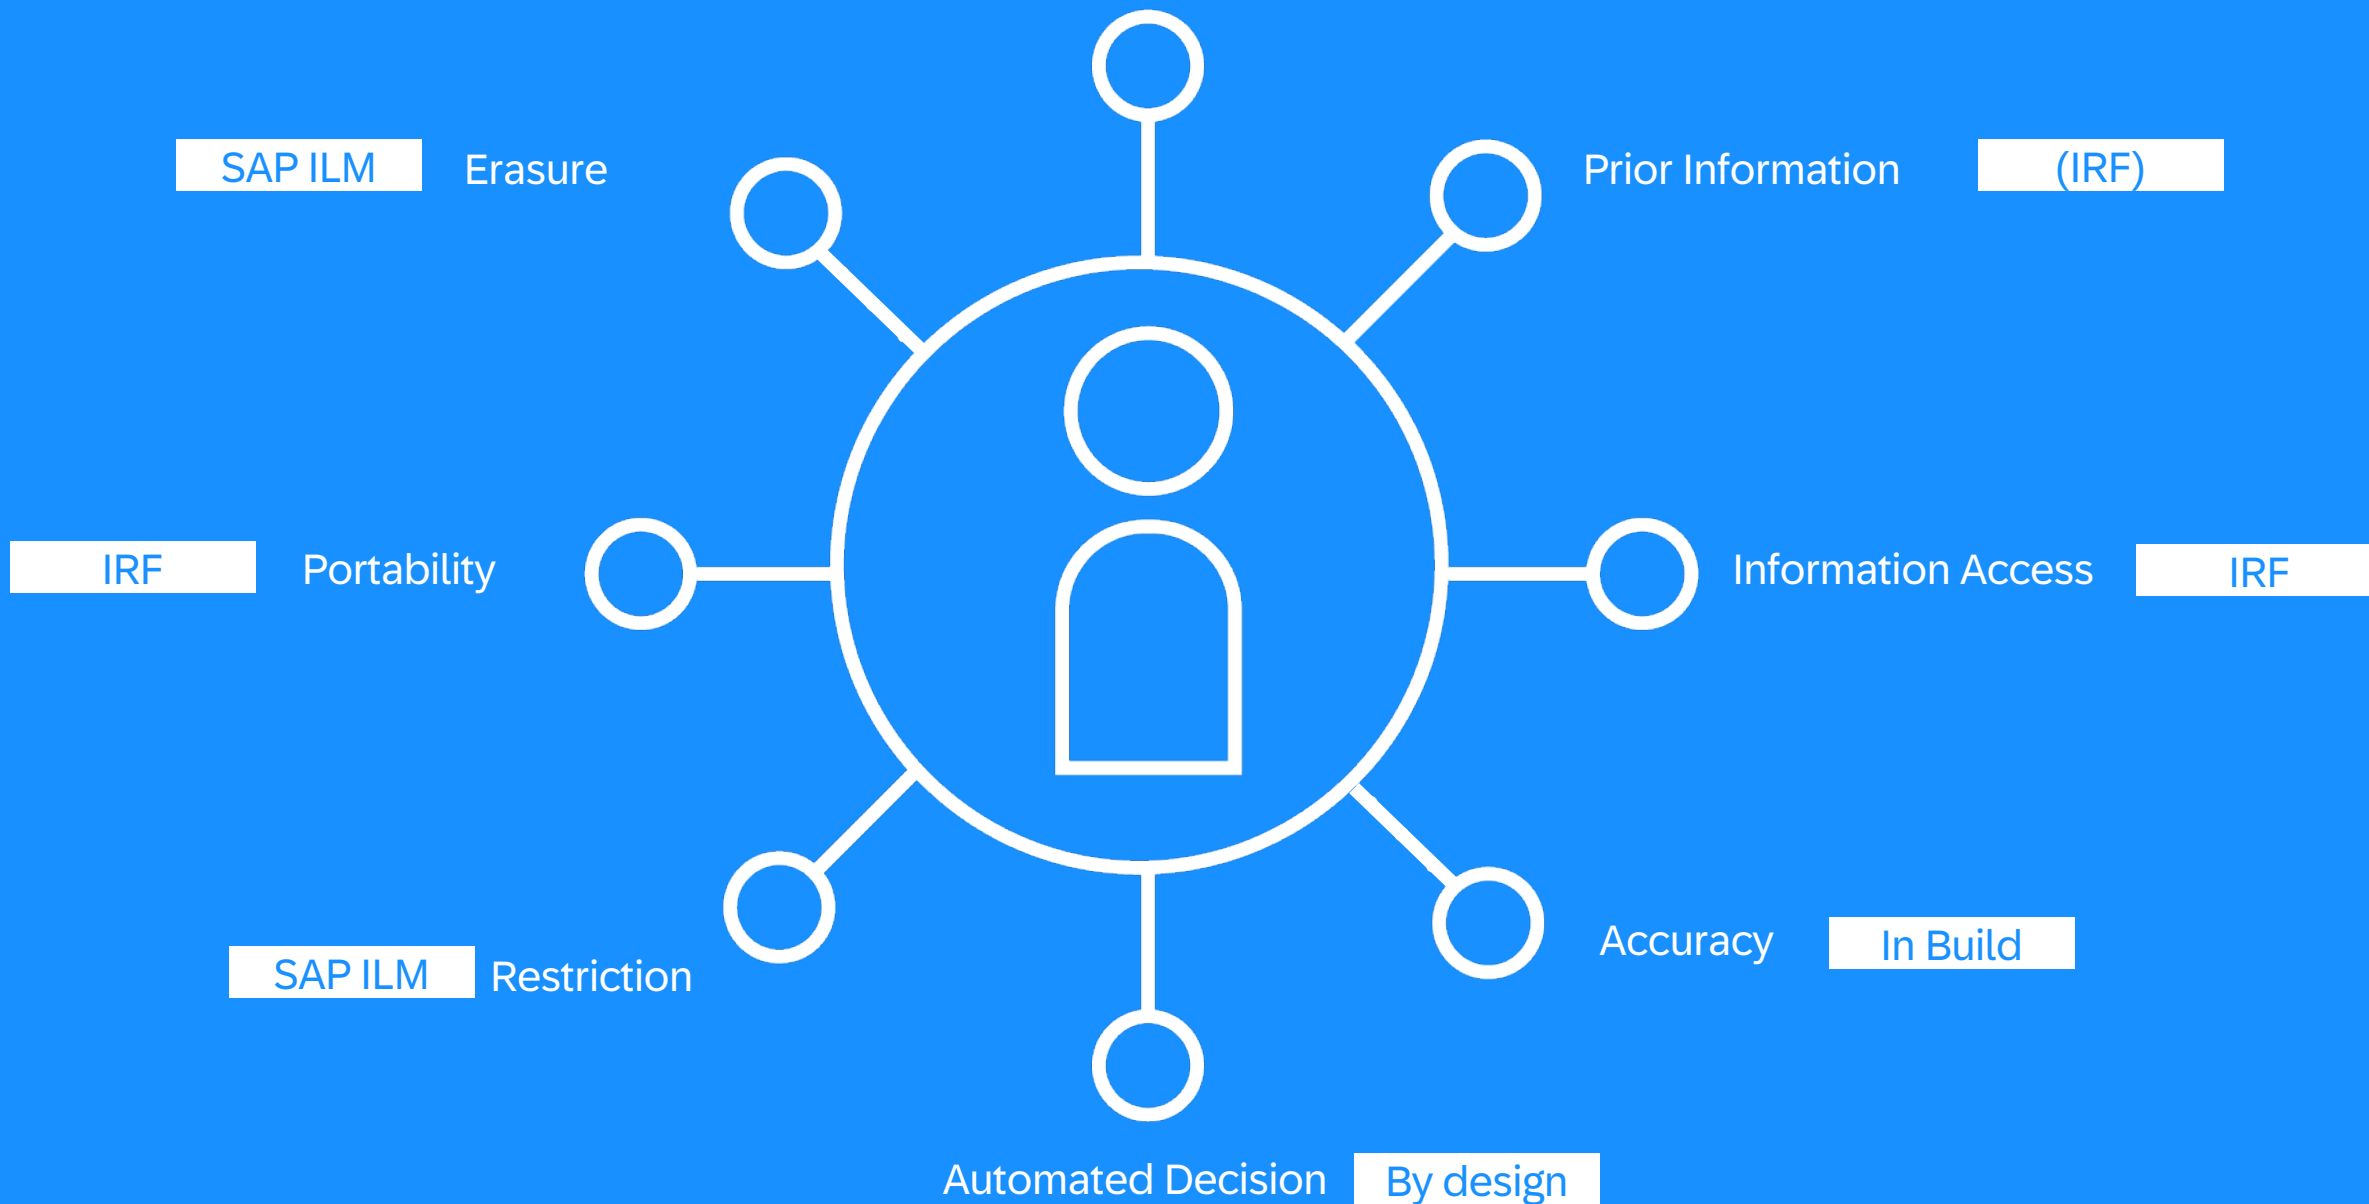 SAP ILM Erasure
Prior Information (IRF)
IRF Portability
Information Access IRF
Accuracy In Build
SAP ILM Restriction
Automated Decision By design